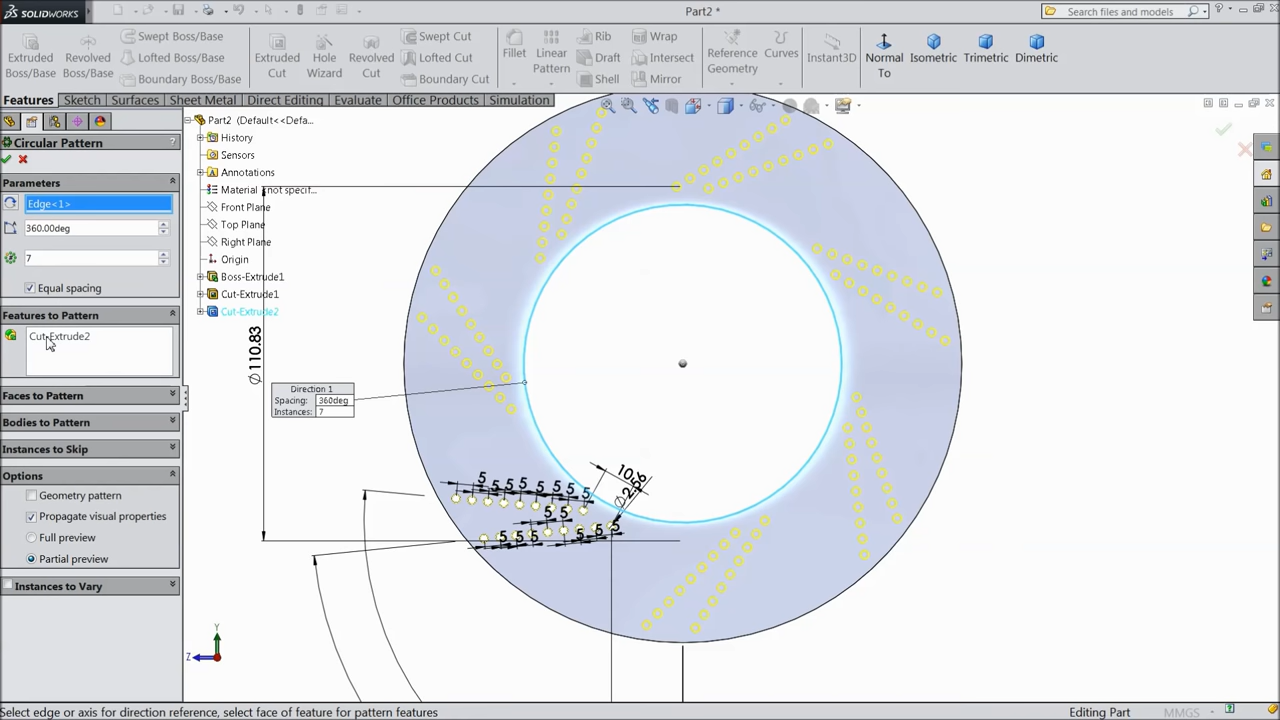 SOLIDWORKS
Part2 *
Search files and models
Extruded Boss/Base
Revolved Boss/Base
Swept Boss/Base
Lofted Boss/Base
Boundary Boss/Base
Extruded Cut
Hole Wizard
Revolved Cut
Swept Cut
Lofted Cut
Boundary Cut
Fillet
Linear Pattern
Rib
Draft
Shell
Wrap
Intersect
Mirror
Reference Geometry
Curves
Instant3D
Normal To
Isometric
Trimetric
Dimetric
Features
Sketch
Surfaces
Sheet Metal
Direct Editing
Evaluate
Office Products
Simulation
Circular Pattern
?
Parameters
Edge<1>
360.00deg
7
Equal spacing
Features to Pattern
Cut-Extrude2
Faces to Pattern
Bodies to Pattern
Instances to Skip
Options
Geometry pattern
Propagate visual properties
Full preview
Partial preview
Instances to Vary
Part2 (Default<<Defa...
History
Sensors
Annotations
Material <not specif...
Front Plane
Top Plane
Right Plane
Origin
Boss-Extrude1
Cut-Extrude1
Cut-Extrude2
Ø110.83
Direction 1
Spacing: 360deg
Instances: 7
5 5 5 5 5 5 5 5
5 5
5 5 5 5 5 5
Y
Z
Select edge or axis for direction reference, select face of feature for pattern features
Editing Part
MMGS